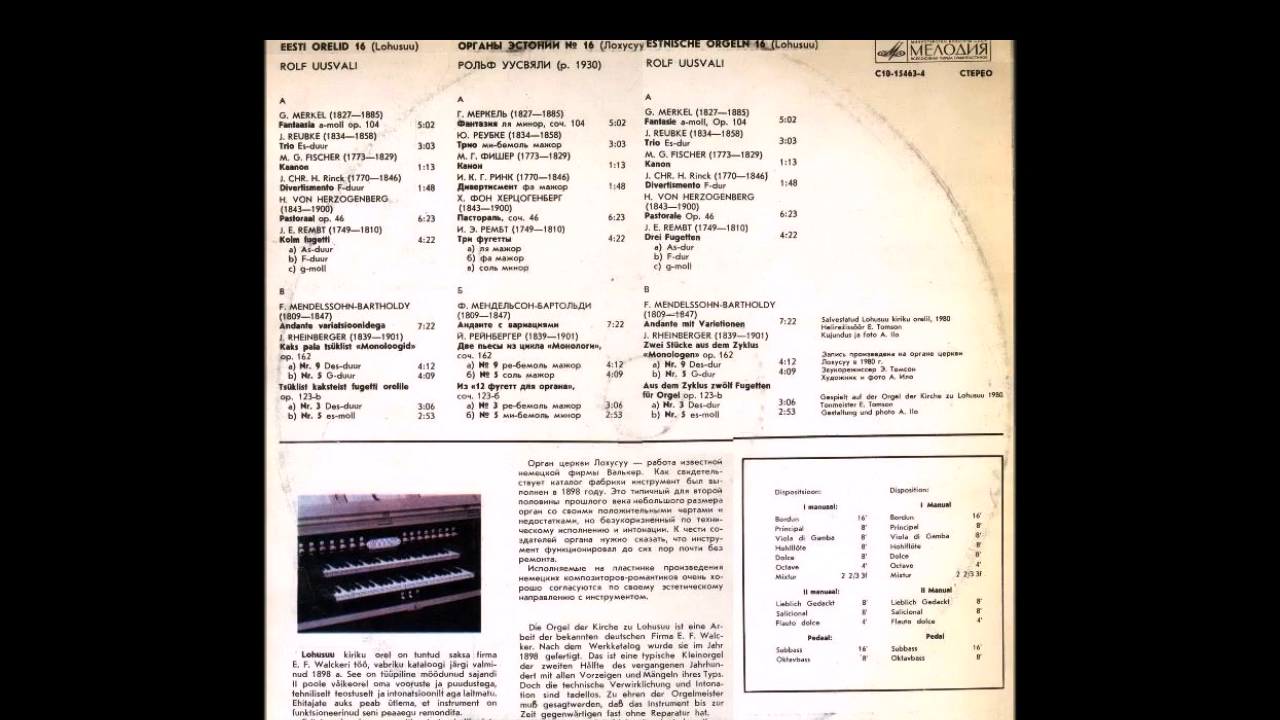 EESTI ORELID 16 (Lohusuu)
ROLF UUSVALI
A
G. MERKEL (1827—1885)
Fantaasia a-moll op. 104 5:02
J. REUBKE (1834—1858)
Trio Es-duur 3:03
M. G. FISCHER (1773—1829)
Kaanon 1:13
J. CHR. H. Rinck (1770—1846)
Divertismento F-duur 1:48
H. VON HERZOGENBERG
(1843—1900)
Pastoraal op. 46 6:23
J. E. REMBT (1749—1810)
Kolm fugetti 4:22
a) As-duur
b) F-duur
c) g-moll
B
F. MENDELSSOHN-BARTHOLDY
(1809—1847)
Andante variatsioonidega 7:22
J. RHEINBERGER (1839—1901)
Kaks pala tsüklist «Monoloogid»
op. 162
a) Nr. 9 Des-duur 4:12
b) Nr. 5 G-duur 4:09
Tsüklist kaksteist fugetti orelile
op. 123-b
a) Nr. 3 Des-duur 3:06
b) Nr. 5 es-moll 2:53
ОРГАНЫ ЭСТОНИИ № 16 (Лохусуу
РОЛЬФ УУСВЯЛИ (р. 1930)
А
Г. МЕРКЕЛЬ (1827—1885)
Фантазия ля минор, соч. 104 5:02
Ю. РЕУБКЕ (1834—1858)
Трио ми-бемоль мажор 3:03
М. Г. ФИШЕР (1773—1829)
Канон 1:13
И. К. Г. РИНК (1770—1846)
Дивертисмент фа мажор 1:48
Х. ФОН ХЕРЦОГЕНБЕРГ
(1843—1900)
Пастораль, соч. 46 6:23
И. Э. РЕМБТ (1749—1810)
Три фугетты 4:22
а) ля мажор
б) фа мажор
в) соль минор
Б
Ф. МЕНДЕЛЬСОН-БАРТОЛЬДИ
(1809—1847)
Анданте с вариациями 7:22
Й. РЕЙНБЕРГЕР (1839—1901)
Две пьесы из цикла «Монологи»,
соч. 162
а) № 9 ре-бемоль мажор 4:12
б) № 5 соль мажор 4:09
Из «12 фугетт для органа»,
соч. 123-б
а) № 3 ре-бемоль мажор 3:06
б) № 5 ми-бемоль минор 2:53
ESTNISCHE ORGELN 16 (Lohusuu)
ROLF UUSVALI
A
G. MERKEL (1827—1885)
Fantasie a-moll, Op. 104 5:02
J. REUBKE (1834—1858)
Trio Es-dur 3:03
M. G. FISCHER (1773—1829)
Kanon 1:13
J. CHR. H. Rinck (1770—1846)
Divertismento F-dur 1:48
H. VON HERZOGENBERG
(1843—1900)
Pastorale Op. 46 6:23
J. E. REMBT (1749—1810)
Drei Fugetten 4:22
a) As-dur
b) F-dur
c) g-moll
B
F. MENDELSSOHN-BARTHOLDY
(1809—1847)
Andante mit Varietionen 7:22
J. RHEINBERGER (1839—1901)
Zwei Stücke aus dem Zyklus
«Monologen» op. 162
a) Nr. 9 Des-dur 4:12
b) Nr. 5 G-dur 4:09
Aus dem Zyklus zwölf Fugetten
für Orgel op. 123-b
a) Nr. 3 Des-dur 3:06
b) Nr. 5 es-moll 2:53
МЕЛОДИЯ
С10-15463-4 СТЕРЕО
Salvestatud Lohusuu kiriku orelil, 1980
Helirežissöör E. Tomson
Kujundus ja foto A. Ilo
Запись произведена на органе церкви
Лохусуу в 1980 г.
Звукорежиссер Э. Томсон
Художник и фото А. Ило
Gespielt auf der Orgel der Kirche zu Lohusuu 1980
Tonmeister E. Tomson
Gestaltung und photo A. Ilo
Lohusuu kiriku orel on tuntud saksa firma
E. F. Walckeri töö, vabriku kataloogi järgi valmi-
nud 1898 a. See on tüüpiline möödunud sajandi
II poole väikeorel oma vooruste ja puudustega,
tehniliselt teostuselt ja intonatsioonilt aga laitmatu.
Ehitajate auks peab ütlema, et instrument on
funktsioneerinud seni peaaegu remondita.
Орган церкви Лохусуу — работа известной
немецкой фирмы Валькер. Как свидетель-
ствует каталог фабрики инструмент был вы-
полнен в 1898 году. Это типичный для второй
половины прошлого века небольшого размера
орган со своими положительными чертами и
недостатками, но безукоризненный по техни-
ческому исполнению и интонации. К чести со-
здателей органа нужно сказать, что инстру-
мент функционировал до сих пор почти без
ремонта.
Исполняемые на пластинке произведения
немецких композиторов-романтиков очень хо-
рошо согласуются по своему эстетическому
направлению с инструментом.
Die Orgel der Kirche zu Lohusuu ist eine Ar-
beit der bekannten deutschen Firma E. F. Walc-
ker. Nach dem Werkkatalog wurde sie im Jahr
1898 gefertigt. Das ist eine typische Kleinorgel
der zweiten Hälfte des vergangenen Jahrhun-
dert mit allen Vorzeigen und Mängeln ihres Typs.
Doch die technische Verwirklichung und Intona-
tion sind tadellos. Zu ehren der Orgelmeister
muß gesagtwerden, daß das Instrument bis zur
Zeit gegenwärtigen fast ohne Reparatur hat.
Dispositsioon:
I manuaal:
Bordun 16'
Principal 8'
Viola di Gamba 8'
Hohlflöte 8'
Dolce 8'
Octave 4'
Mixtur 2 2/3 3f
II manuaal:
Lieblich Gedackt 8'
Salicional 8'
Flauto dolce 4'
Pedaal:
Subbass 16'
Oktavbass 8'
Disposition:
I Manual
Bordun 16'
Principal 8'
Viola di Gamba 8'
Hohlflöte 8'
Dolce 8'
Octave 4'
Mixtur 2 2/3 3f
II Manual
Lieblich Gedackt 8'
Salicional 8'
Flauto dolce 4'
Pedal
Subbass 16'
Oktavbass 8'